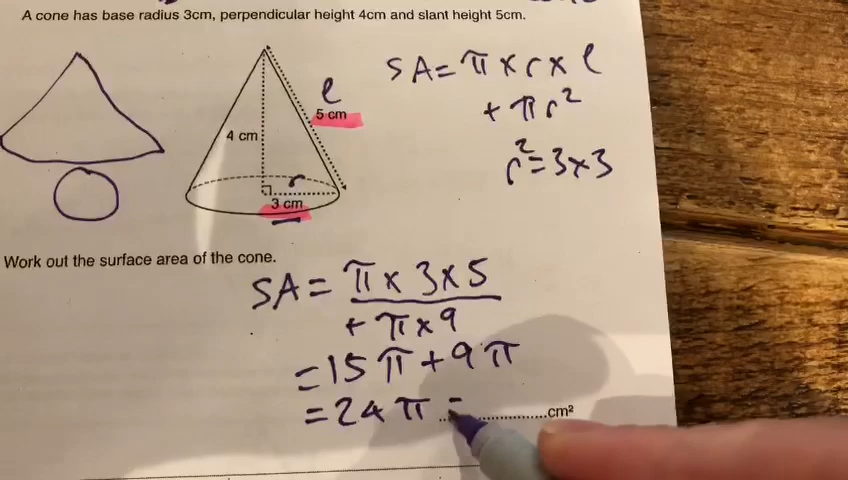 A cone has base radius 3cm, perpendicular height 4cm and slant height 5cm.
SA = π × r × l
+ πr²
r² = 3×3
l
5 cm
4 cm
r
3 cm
Work out the surface area of the cone.
SA = π × 3 × 5
+ π × 9
= 15π + 9π
= 24π = ..................cm²